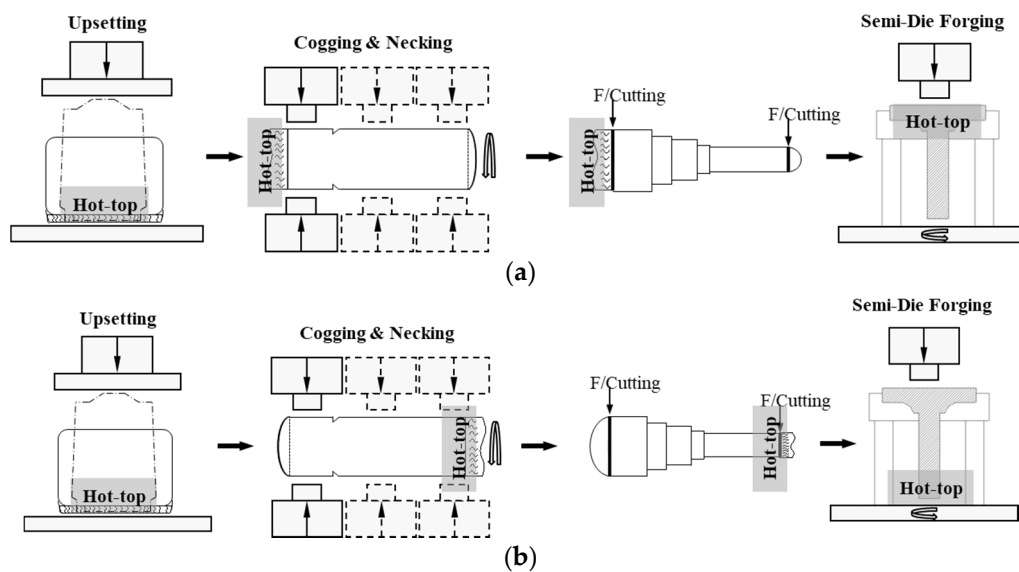 Upsetting
Cogging & Necking
Semi-Die Forging
F/Cutting
F/Cutting
Hot-top
Hot-top
Hot-top
Hot-top
(a)
Upsetting
Cogging & Necking
Semi-Die Forging
F/Cutting
F/Cutting
Hot-top
Hot-top
Hot-top
Hot-top
(b)